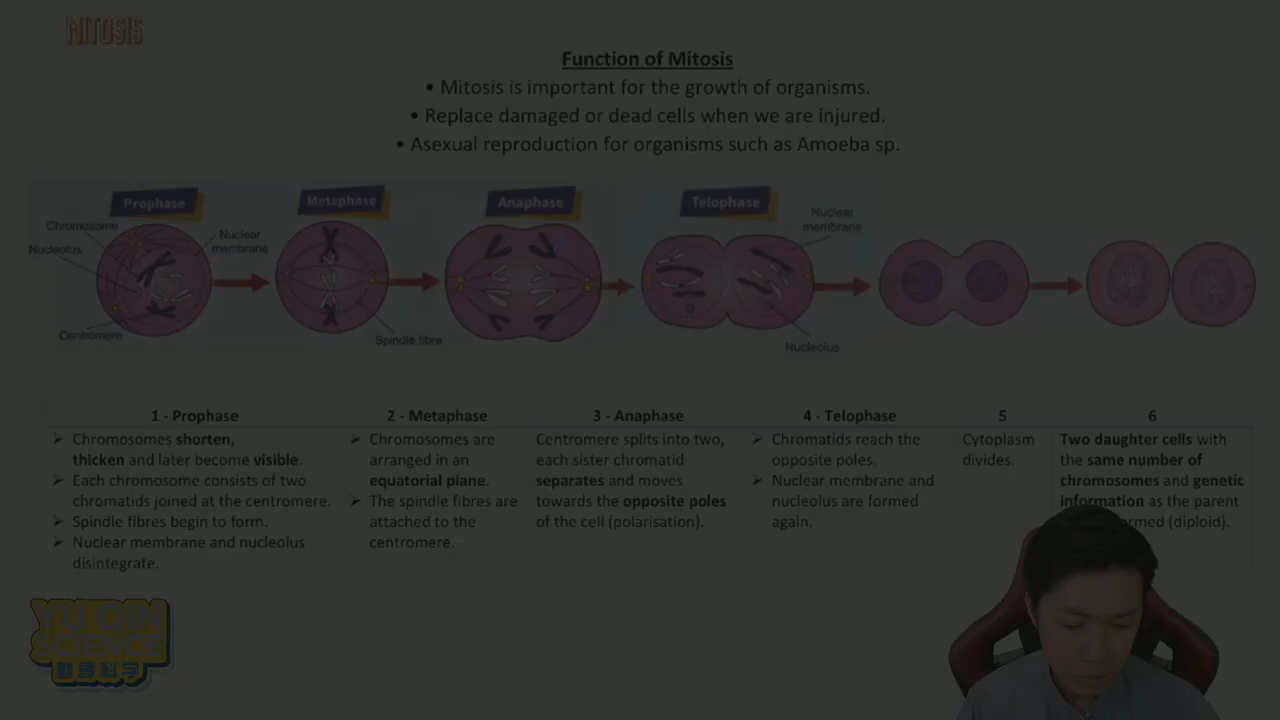 MITOSIS
Function of Mitosis
• Mitosis is important for the growth of organisms.
• Replace damaged or dead cells when we are injured.
• Asexual reproduction for organisms such as Amoeba sp.
Prophase
Metaphase
Anaphase
Telophase
Chromosome
Nucleolus
Nuclear
membrane
Centromere
Spindle fibre
Nuclear
membrane
Nucleolus
1 - Prophase
➢ Chromosomes shorten,
thicken and later become visible.
➢ Each chromosome consists of two
chromatids joined at the centromere.
➢ Spindle fibres begin to form.
➢ Nuclear membrane and nucleolus
disintegrate.
2 - Metaphase
➢ Chromosomes are
arranged in an
equatorial plane.
➢ The spindle fibres are
attached to the
centromere.
3 - Anaphase
Centromere splits into two,
each sister chromatid
separates and moves
towards the opposite poles
of the cell (polarisation).
4 - Telophase
➢ Chromatids reach the
opposite poles.
➢ Nuclear membrane and
nucleolus are formed
again.
5
Cytoplasm
divides.
6
Two daughter cells with
the same number of
chromosomes and genetic
information as the parent
(diploid).
YU QIN
SCIENCE
科学